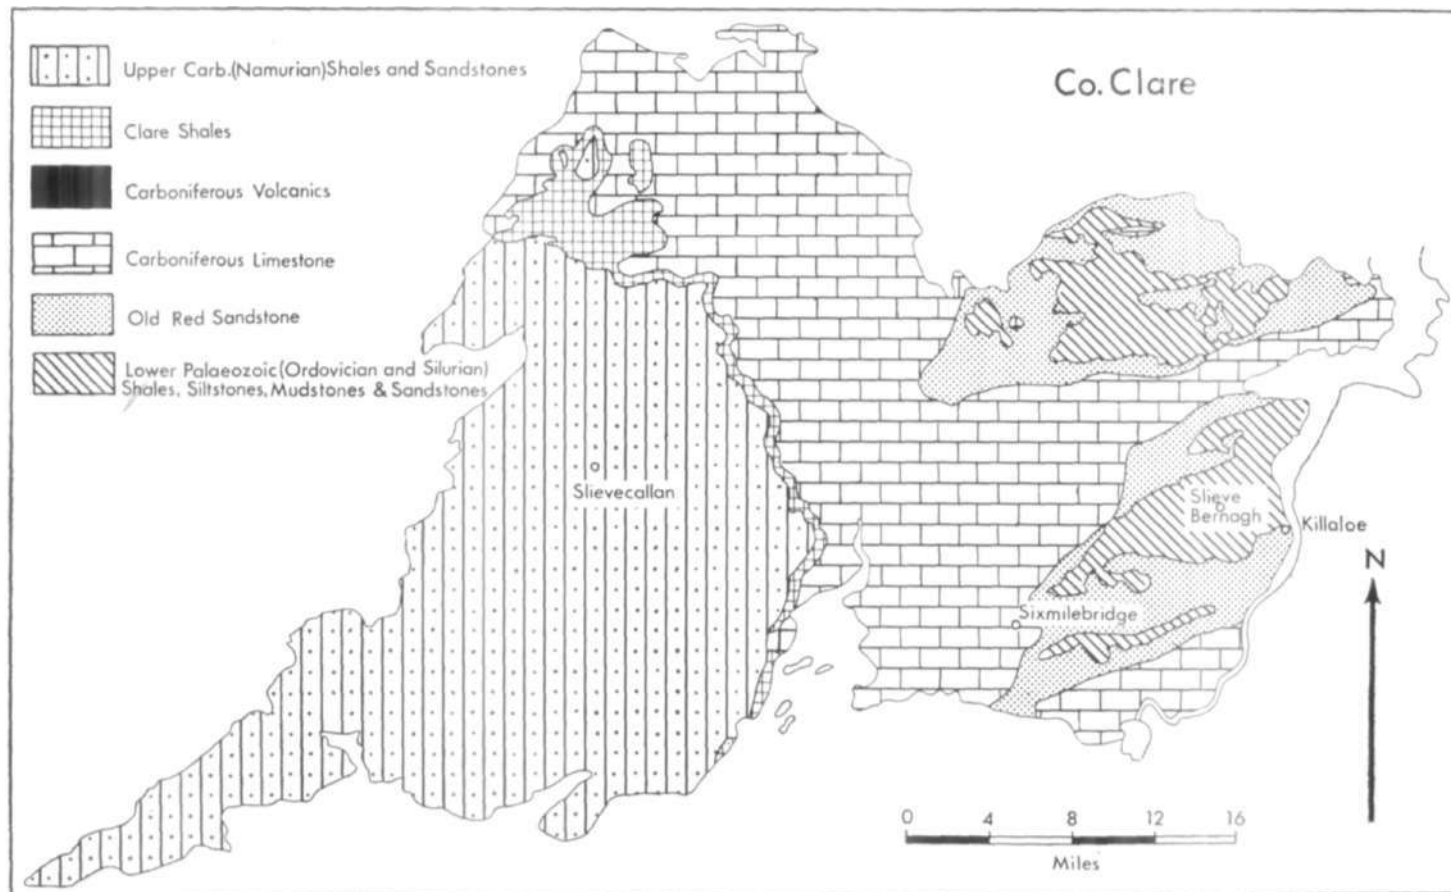 Co. Clare
Upper Carb.(Namurian)Shales and Sandstones
Clare Shales
Carboniferous Volcanics
Carboniferous Limestone
Old Red Sandstone
Lower Palaeozoic(Ordovician and Silurian)
Shales, Siltstones, Mudstones & Sandstones
Slievecallan
Slieve
Bernagh
Killaloe
Sixmilebridge
N
0 4 8 12 16
Miles